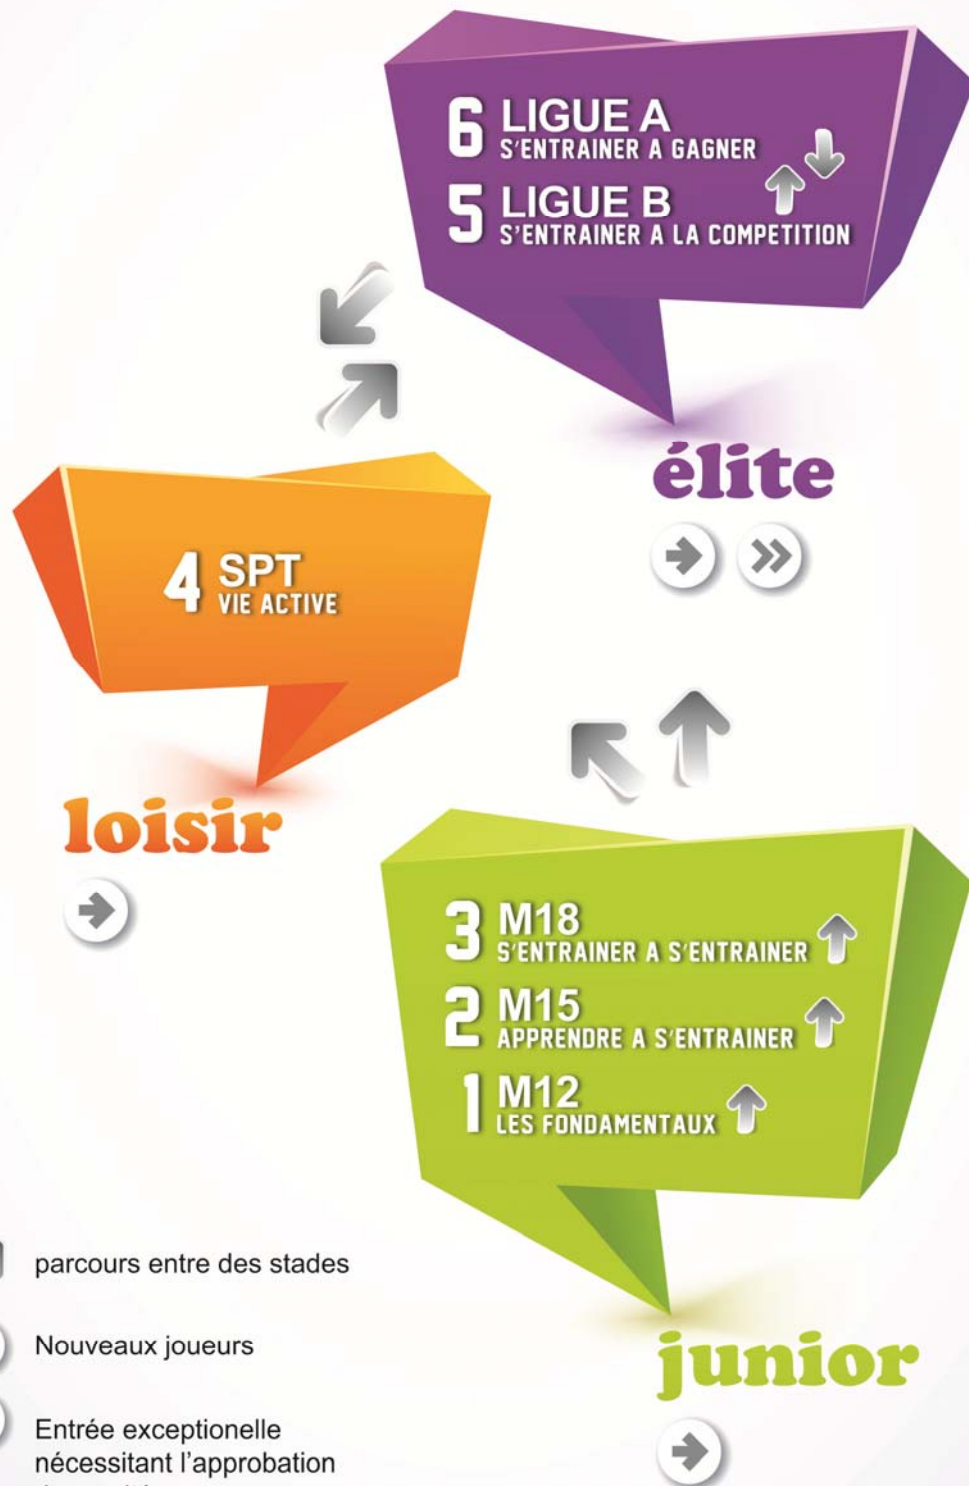 6 LIGUE A
S'ENTRAINER A GAGNER
5 LIGUE B
S'ENTRAINER A LA COMPETITION
élite
4 SPT
VIE ACTIVE
loisir
3 M18
S'ENTRAINER A S'ENTRAINER
2 M15
APPRENDRE A S'ENTRAINER
1 M12
LES FONDAMENTAUX
junior
parcours entre des stades
Nouveaux joueurs
Entrée exceptionelle
nécessitant l'approbation